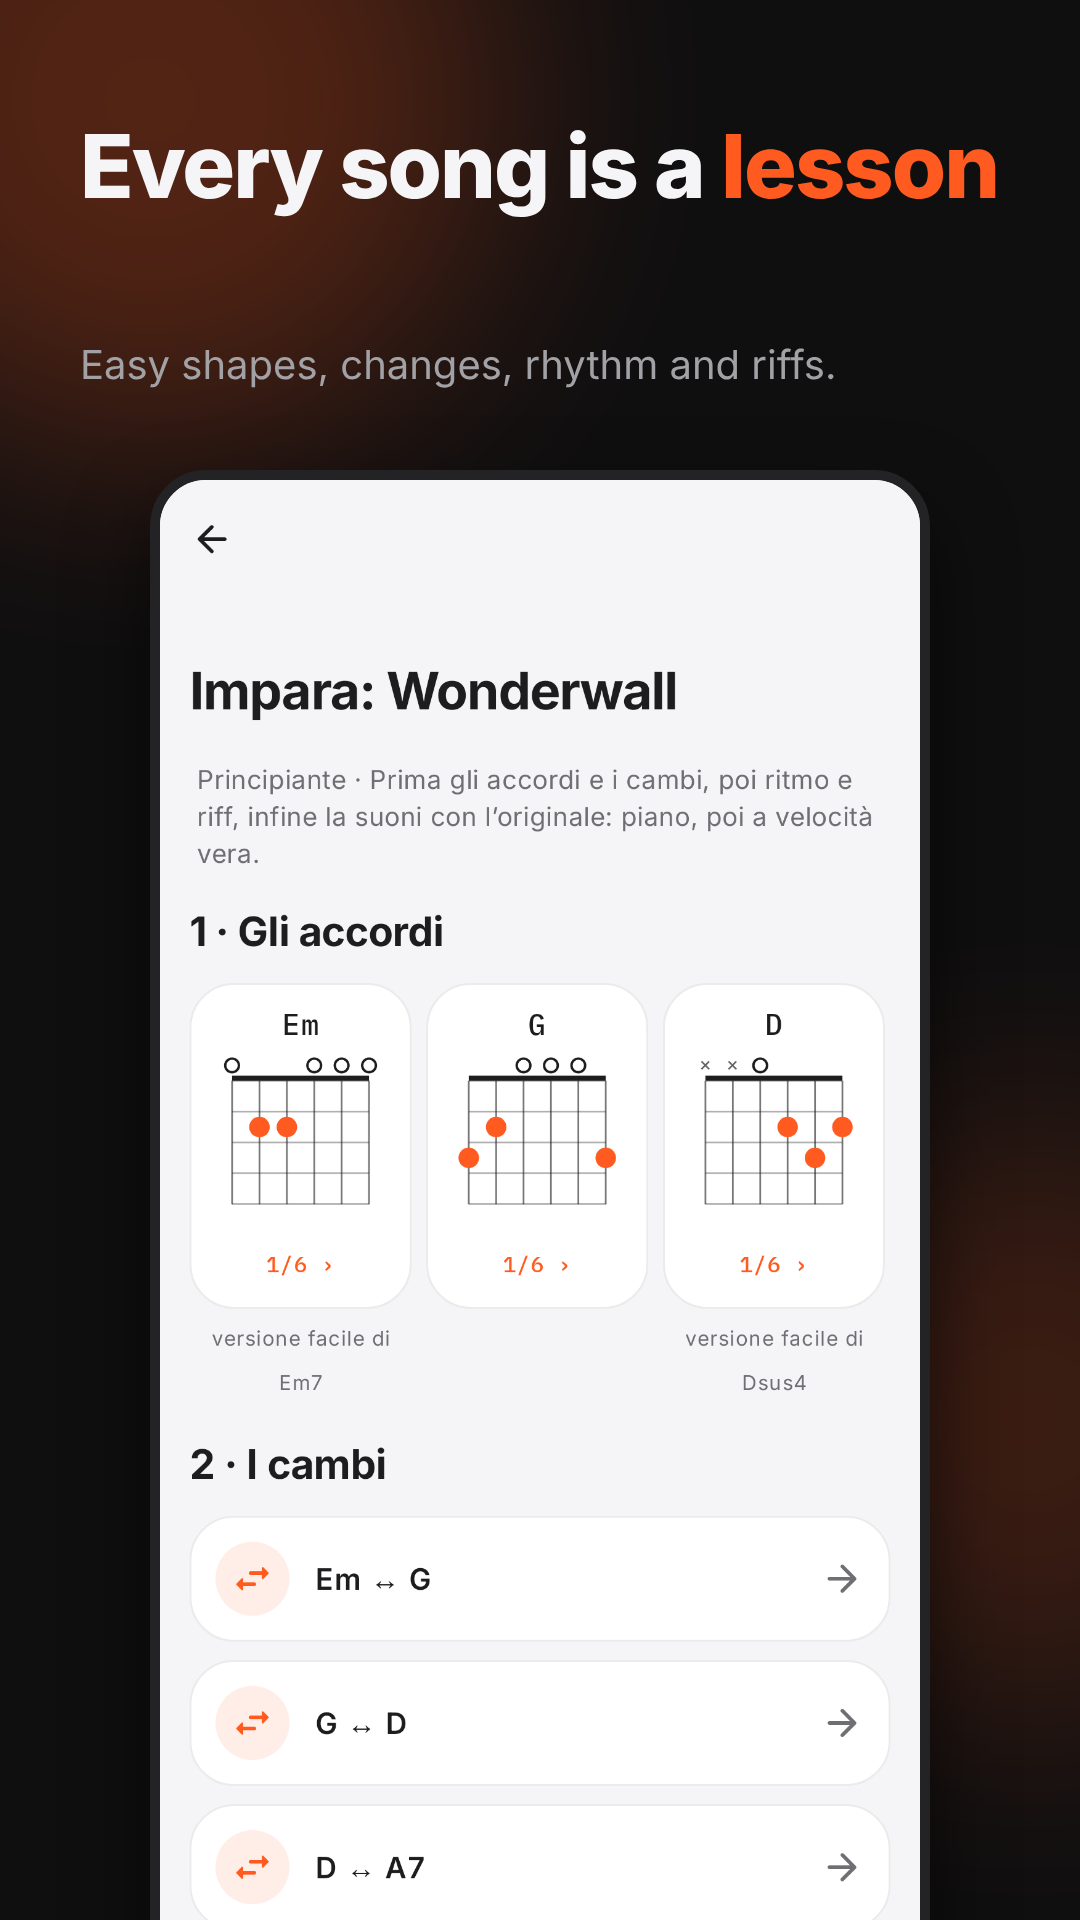 Every song is a lesson
Easy shapes, changes, rhythm and riffs.
Impara: Wonderwall
Principiante · Prima gli accordi e i cambi, poi ritmo e
riff, infine la suoni con l’originale: piano, poi a velocità
vera.
1 · Gli accordi
Em
G
D
× ×
1/6 ›
1/6 ›
1/6 ›
versione facile di
Em7
versione facile di
Dsus4
2 · I cambi
Em ↔ G
G ↔ D
D ↔ A7